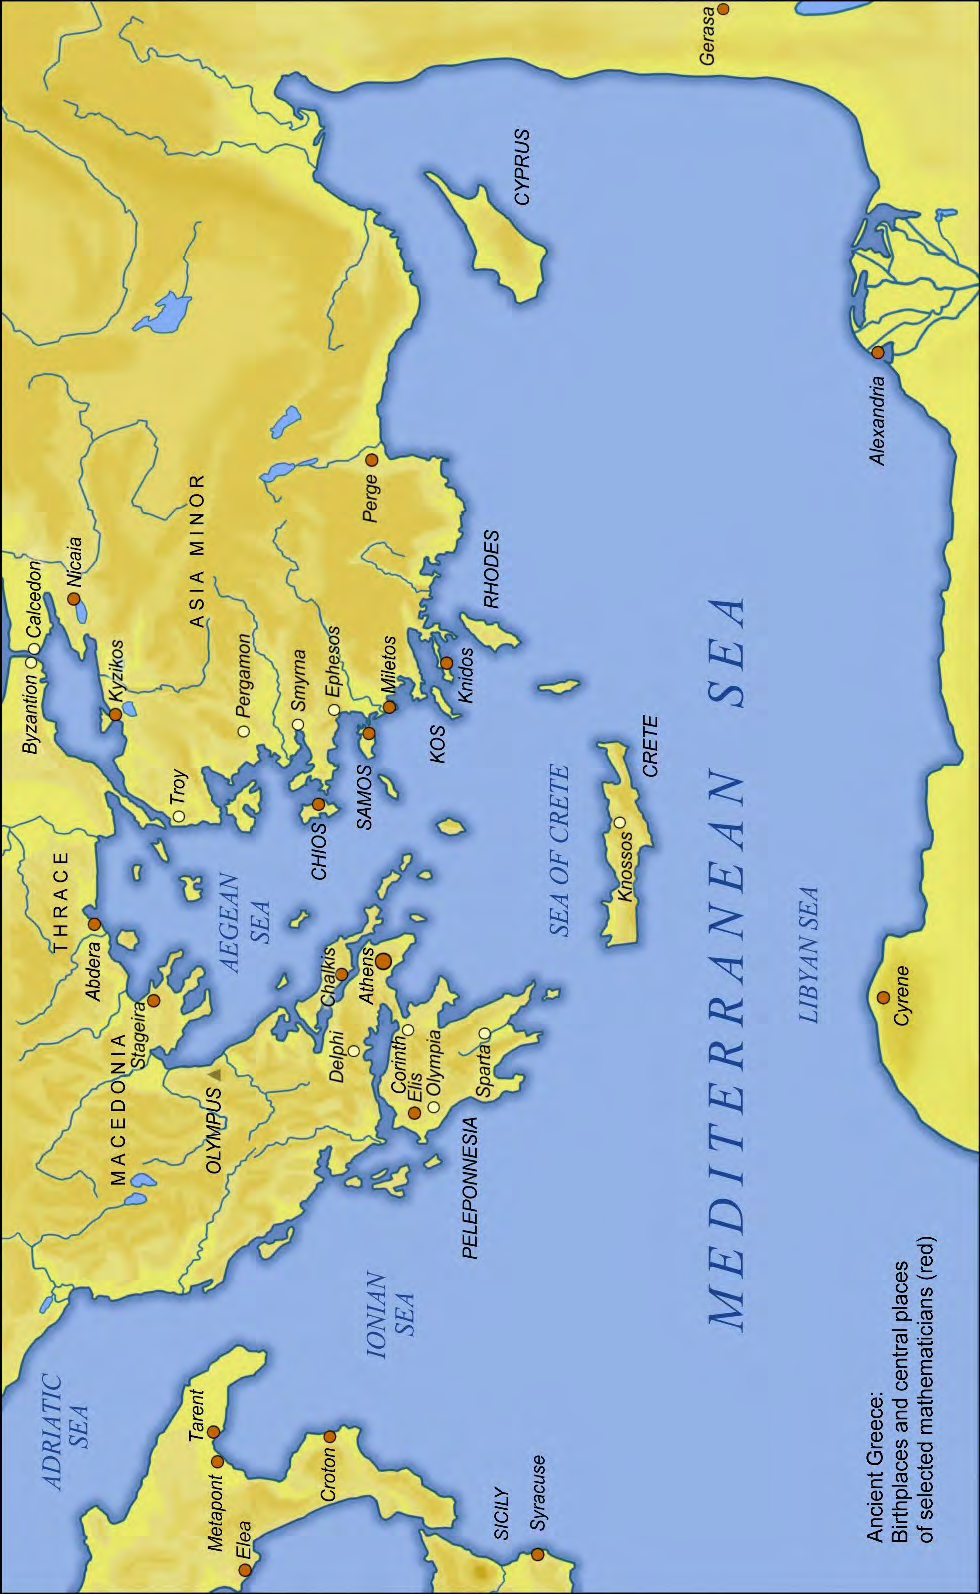 ADRIATIC
SEA
Tarent
Metapont
Elea
Croton
SICILY
Syracuse
IONIAN
SEA
MACEDONIA
THRACE
Abdera
Stageira
OLYMPUS
AEGEAN
SEA
Delphi
Chalkis
Athens
Corinth
Elis
Olympia
Sparta
PELEPONNESIA
Byzantion
Calcedon
Nicaia
Kyzikos
Troy
ASIA MINOR
Pergamon
Smyrna
Ephesos
Miletos
CHIOS
SAMOS
KOS
Knidos
RHODES
Perge
CYPRUS
SEA OF CRETE
Knossos
CRETE
MEDITERRANEAN SEA
LIBYAN SEA
Cyrene
Alexandria
Gerasa
Ancient Greece:
Birthplaces and central places
of selected mathematicians (red)